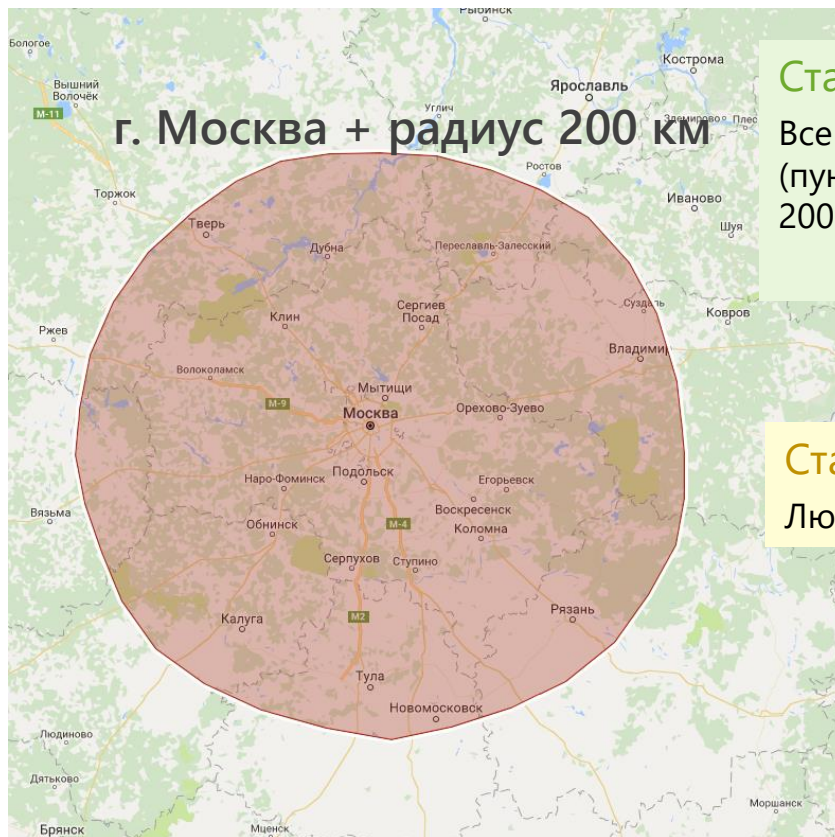 Рыбинск
Бологое
Кострома
Вышний
Волочёк
Ярославль
M-11
Углич
Плес
г. Москва + радиус 200 км
Ста
Все
(пун
200
Ростов
Торжок
Иваново
Шуя
Тверь
Дубна
Переславль-Залесский
Сергиев
Посад
Суздаль
Клин
Ковров
Ржев
Владимир
Волоколамск
Мытищи
M-9
Орехово-Зуево
Москва
Ста
Лю
Подольск
Наро-Фоминск
Егорьевск
Воскресенск
Вязьма
Обнинск
M-4
Коломна
Серпухов
Ступино
Рязань
Калуга
M2
Тула
Новомосковск
Людиново
Дятьково
Моршанск
Брянск
Мценск